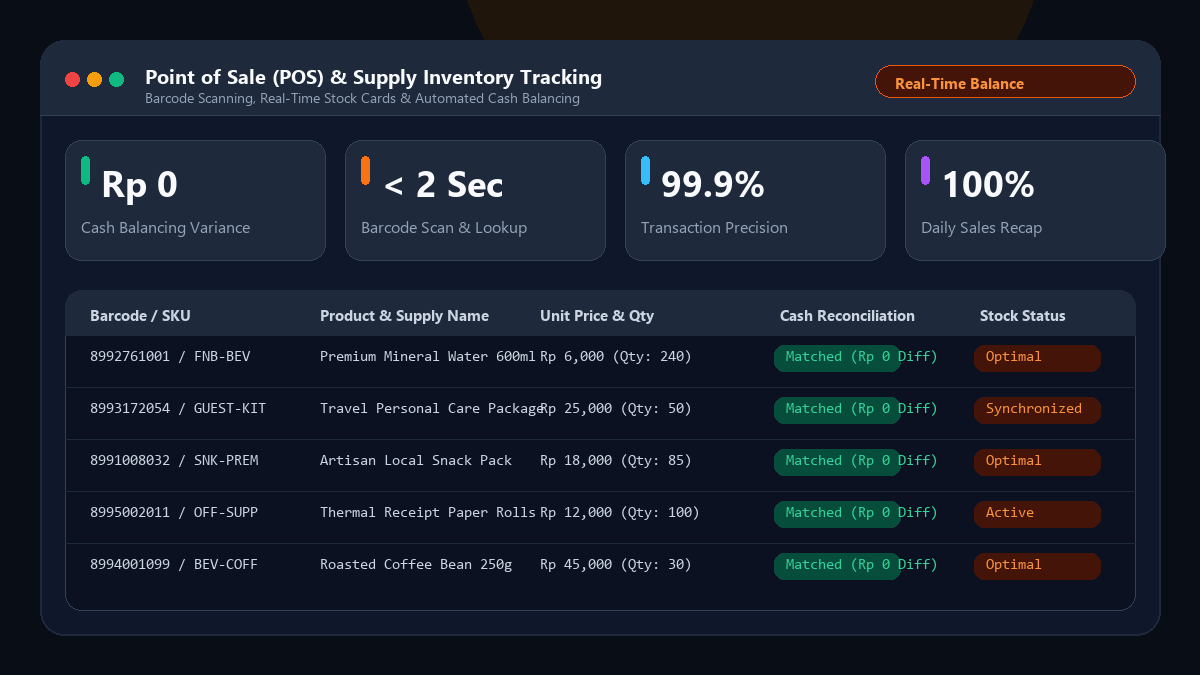 Point of Sale (POS) & Supply Inventory Tracking
Barcode Scanning, Real-Time Stock Cards & Automated Cash Balancing
Real-Time Balance
Rp 0
Cash Balancing Variance
< 2 Sec
Barcode Scan & Lookup
99.9%
Transaction Precision
100%
Daily Sales Recap
Barcode / SKU Product & Supply Name Unit Price & Qty Cash Reconciliation Stock Status
8992761001 / FNB-BEV Premium Mineral Water 600ml Rp 6,000 (Qty: 240) Matched (Rp 0 Diff) Optimal
8993172054 / GUEST-KIT Travel Personal Care Package Rp 25,000 (Qty: 50) Matched (Rp 0 Diff) Synchronized
8991008032 / SNK-PREM Artisan Local Snack Pack Rp 18,000 (Qty: 85) Matched (Rp 0 Diff) Optimal
8995002011 / OFF-SUPP Thermal Receipt Paper Rolls Rp 12,000 (Qty: 100) Matched (Rp 0 Diff) Active
8994001099 / BEV-COFF Roasted Coffee Bean 250g Rp 45,000 (Qty: 30) Matched (Rp 0 Diff) Optimal